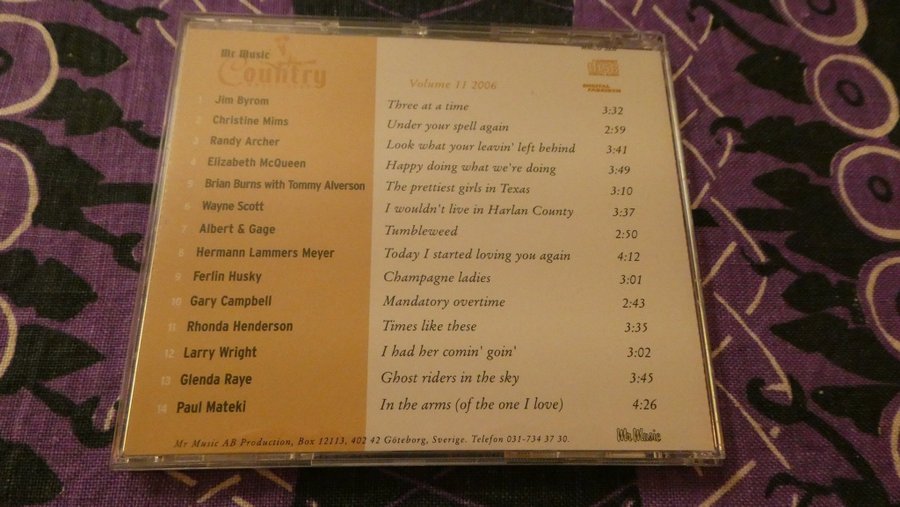 Mr Music
Country
Volume 11 2006
1 Jim Byrom Three at a time 3:32
2 Christine Mims Under your spell again 2:59
3 Randy Archer Look what your leavin' left behind 3:41
4 Elizabeth McQueen Happy doing what we're doing 3:49
5 Brian Burns with Tommy Alverson The prettiest girls in Texas 3:10
6 Wayne Scott I wouldn't live in Harlan County 3:37
7 Albert & Gage Tumbleweed 2:50
8 Hermann Lammers Meyer Today I started loving you again 4:12
9 Ferlin Husky Champagne ladies 3:01
10 Gary Campbell Mandatory overtime 2:43
11 Rhonda Henderson Times like these 3:35
12 Larry Wright I had her comin' goin' 3:02
13 Glenda Raye Ghost riders in the sky 3:45
14 Paul Mateki In the arms (of the one I love) 4:26
Mr Music AB Production, Box 12113, 402 42 Göteborg, Sverige. Telefon 031-734 37 30.
Mr Music